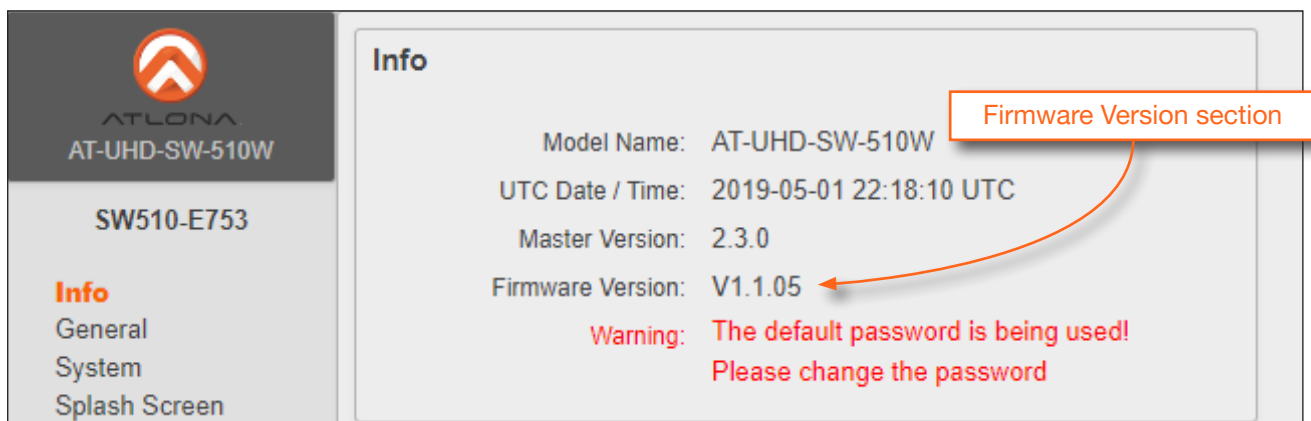 ATLONA
AT-UHD-SW-510W
SW510-E753
Info
General
System
Splash Screen
Info
Firmware Version section
Model Name: AT-UHD-SW-510W
UTC Date / Time: 2019-05-01 22:18:10 UTC
Master Version: 2.3.0
Firmware Version: V1.1.05
Warning: The default password is being used!
Please change the password